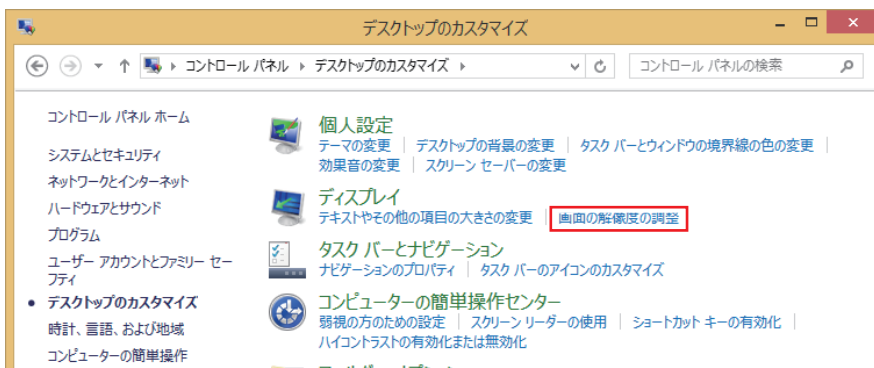 デスクトップのカスタマイズ
コントロール パネル デスクトップのカスタマイズ
コントロール パネルの検索
コントロール パネル ホーム
システムとセキュリティ
ネットワークとインターネット
ハードウェアとサウンド
プログラム
ユーザー アカウントとファミリー セー
フティ
デスクトップのカスタマイズ
時計、言語、および地域
コンピューターの簡単操作
個人設定
テーマの変更 デスクトップの背景の変更 タスク バーとウィンドウの境界線の色の変更
効果音の変更 スクリーン セーバーの変更
ディスプレイ
テキストやその他の項目の大きさの変更 画面の解像度の調整
タスク バーとナビゲーション
ナビゲーションのプロパティ タスク バーのアイコンのカスタマイズ
コンピューターの簡単操作センター
弱視の方のための設定 スクリーン リーダーの使用 ショートカット キーの有効化
ハイコントラストの有効化または無効化